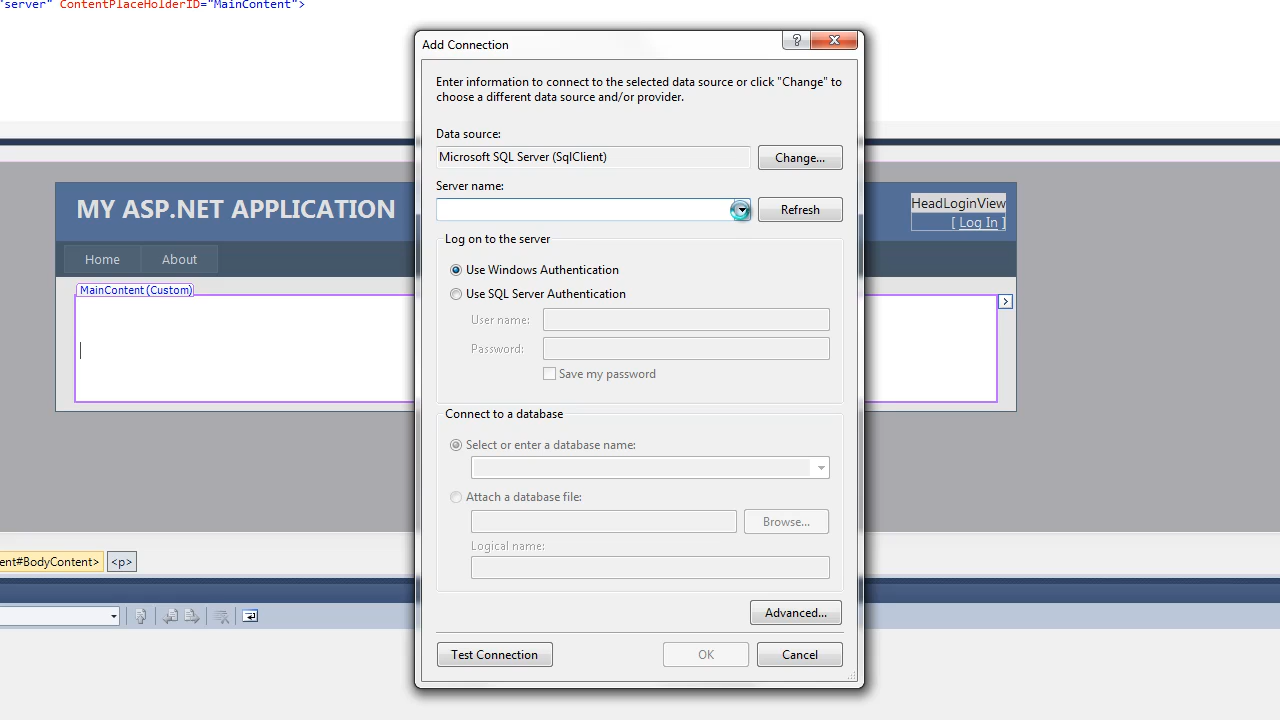 "server" ContentPlaceHolderID="MainContent">
Add Connection
Enter information to connect to the selected data source or click "Change" to
choose a different data source and/or provider.
Data source:
Microsoft SQL Server (SqlClient)
Change...
Server name:
Refresh
Log on to the server
Use Windows Authentication
Use SQL Server Authentication
User name:
Password:
Save my password
Connect to a database
Select or enter a database name:
Attach a database file:
Browse...
Logical name:
Advanced...
Test Connection
OK
Cancel
MY ASP.NET APPLICATION
HeadLoginView
[ Log In ]
Home
About
MainContent (Custom)
ent#BodyContent>
<p>